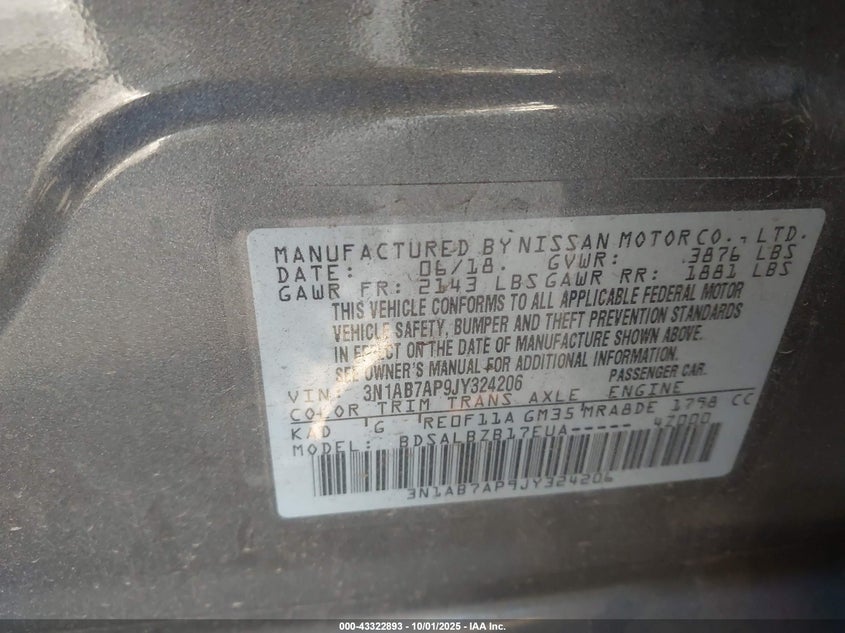 MANUFACTURED BY NISSAN MOTOR CO., LTD.
DATE: 06/18. GVWR: 3876 LBS
GAWR FR: 2143 LBS GAWR RR: 1881 LBS
THIS VEHICLE CONFORMS TO ALL APPLICABLE FEDERAL MOTOR
VEHICLE SAFETY, BUMPER AND THEFT PREVENTION STANDARDS
IN EFFECT ON THE DATE OF MANUFACTURE SHOWN ABOVE.
SEE OWNER'S MANUAL FOR ADDITIONAL INFORMATION.
VIN: 3N1AB7AP9JY324206 PASSENGER CAR.
COLOR TRIM TRANS AXLE ENGINE
KAD G RE0F11A GM35 MRA8DE 1798 CC
MODEL: BDSALBZB17EUA----- 4Z000
3N1AB7AP9JY324206
000-43322893 - 10/01/2025 - IAA Inc.